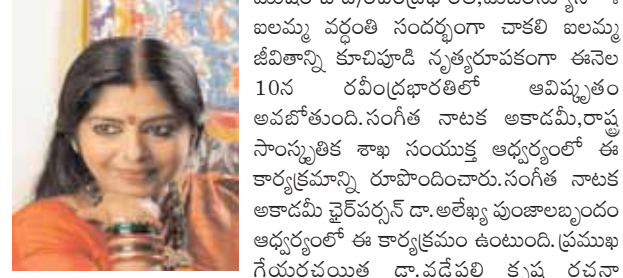 ఐలమ్మ వర్ధంతి సందర్భంగా చాకలి ఐలమ్మ
జీవితాన్ని కూచిపూడి నృత్యరూపకంగా ఈనెల
10న రవీంద్రభారతిలో ఆవిష్కృతం
అవబోతుంది.సంగీత నాటక అకాడమీ,రాష్ట్ర
సాంస్కృతిక శాఖ సంయుక్త ఆధ్వర్యంలో ఈ
కార్యక్రమాన్ని రూపొందించారు.సంగీత నాటక
అకాడమీ ఛైర్‌పర్సన్ డా.అలేఖ్య పుంజాలబృందం
ఆధ్వర్యంలో ఈ కార్యక్రమం ఉంటుంది.ప్రముఖ
గేయరచయిత డా.వడేపలి కృష్ణ రచనా